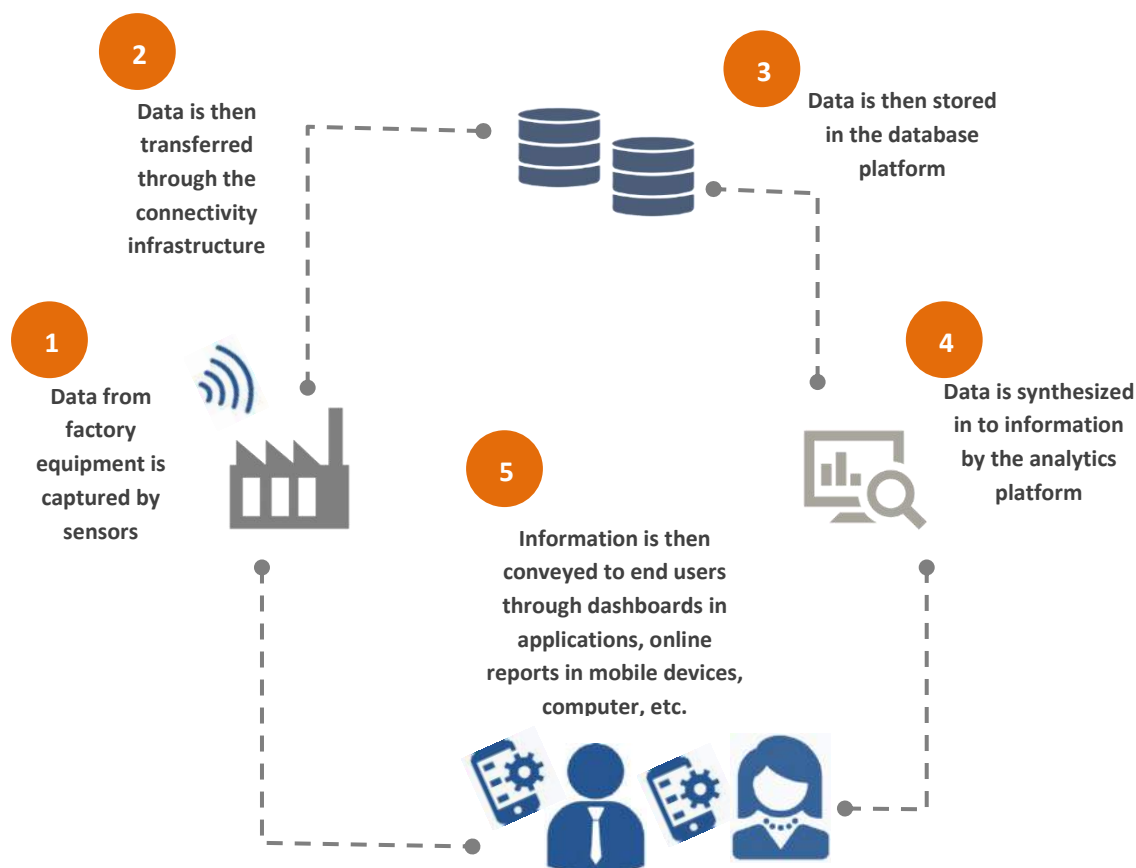 1
Data from
factory
equipment is
captured by
sensors
2
Data is then
transferred
through the
connectivity
infrastructure
3
Data is then stored
in the database
platform
4
Data is synthesized
in to information
by the analytics
platform
5
Information is then
conveyed to end users
through dashboards in
applications, online
reports in mobile devices,
computer, etc.